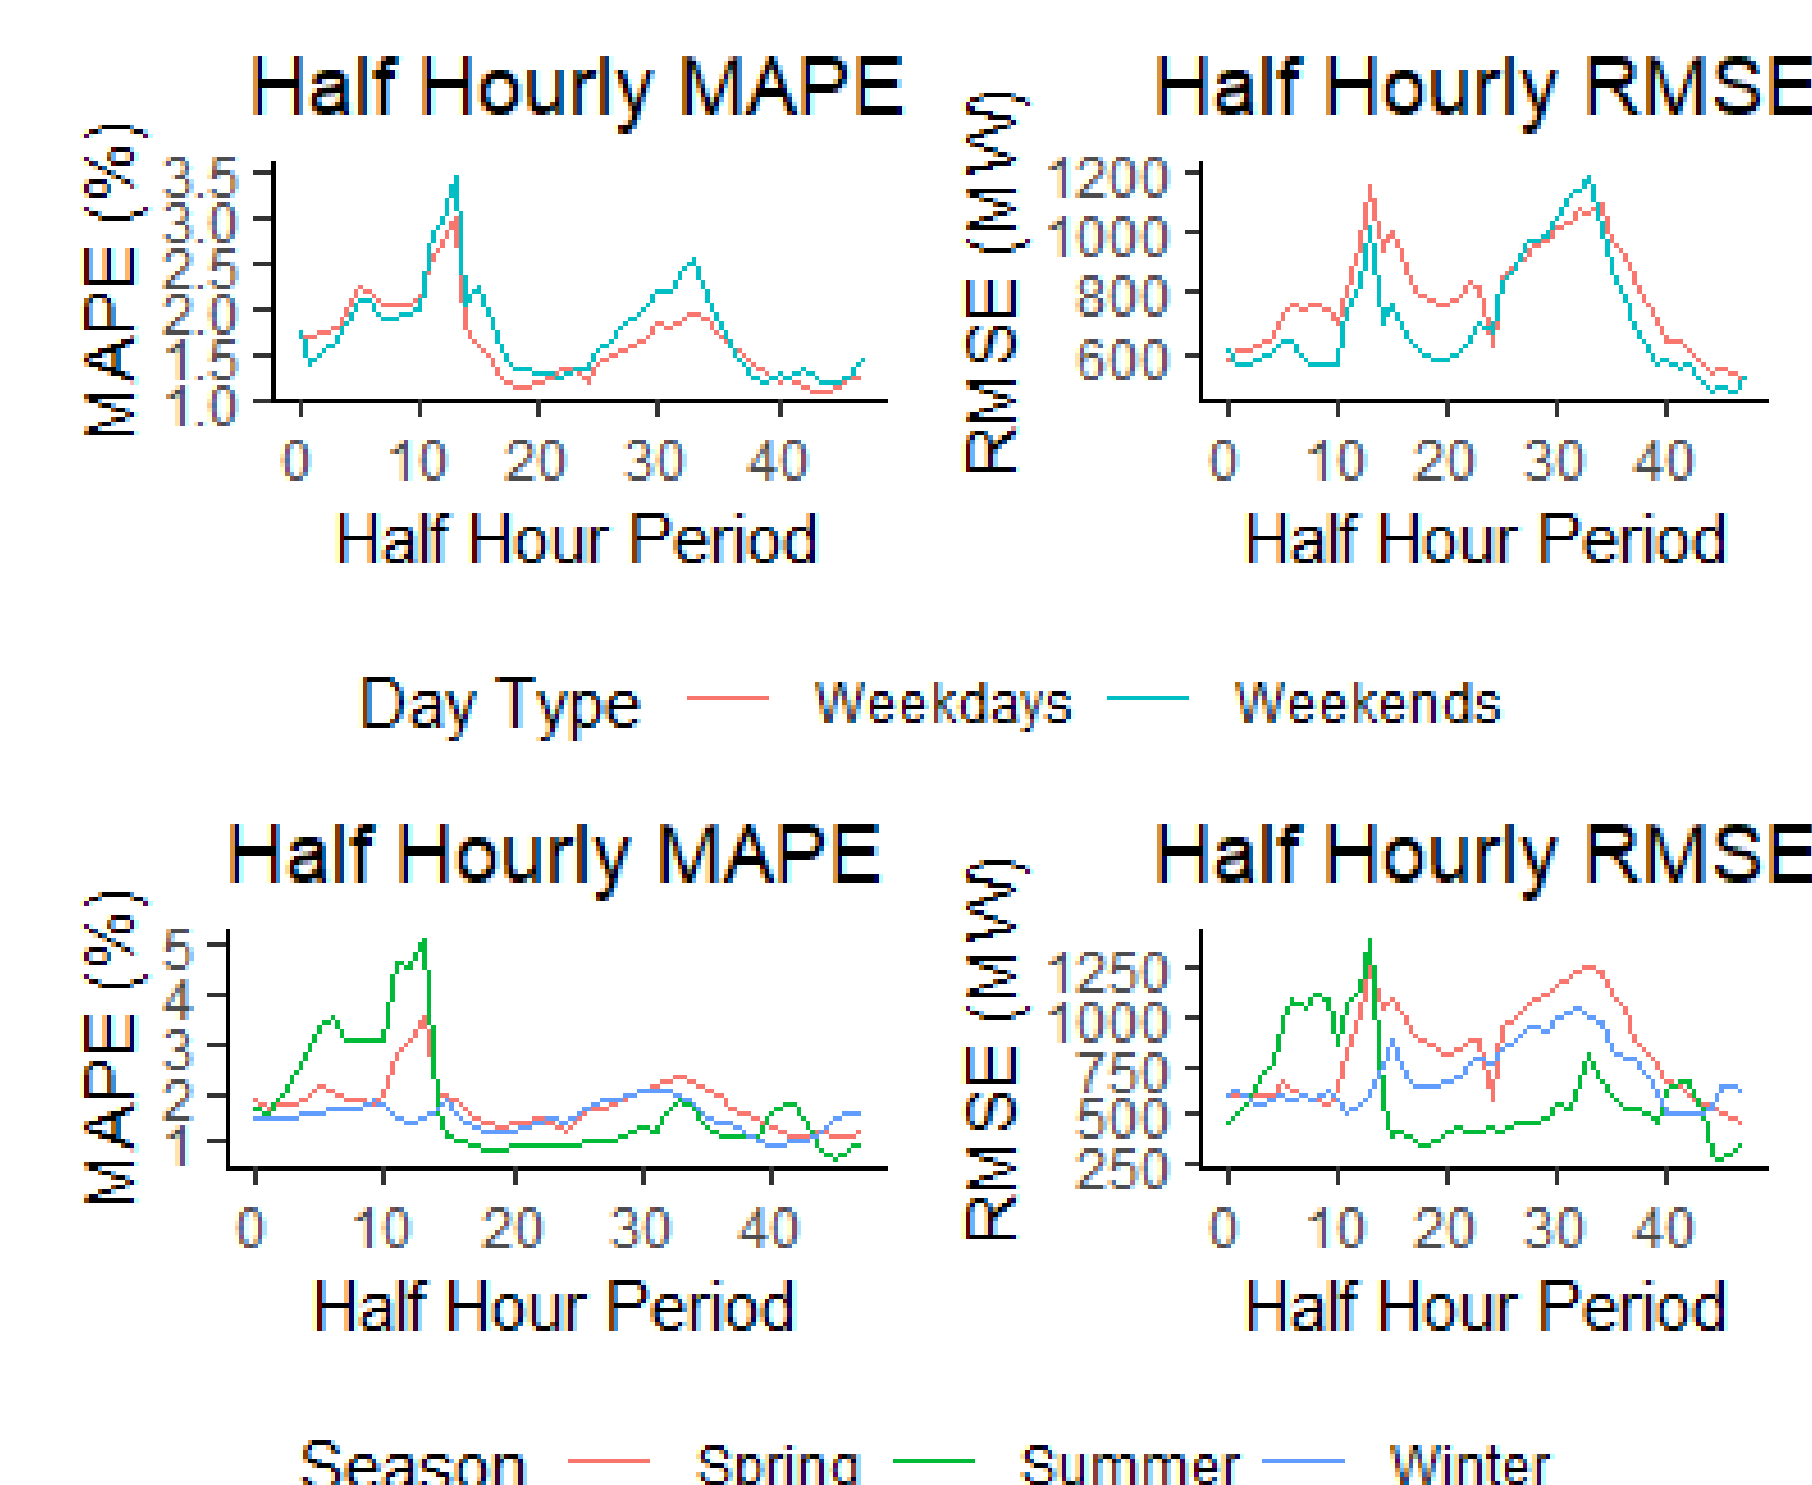 Half Hourly MAPE
MAPE (%)
3.5
3.0
2.5
2.0
1.5
1.0
0 10 20 30 40
Half Hour Period
Half Hourly RMSE
RMSE (MW)
1200
1000
800
600
0 10 20 30 40
Half Hour Period
Day Type Weekdays Weekends
Half Hourly MAPE
MAPE (%)
5
4
3
2
1
0 10 20 30 40
Half Hour Period
Half Hourly RMSE
RMSE (MW)
1250
1000
750
500
250
0 10 20 30 40
Half Hour Period
Season Spring Summer Winter